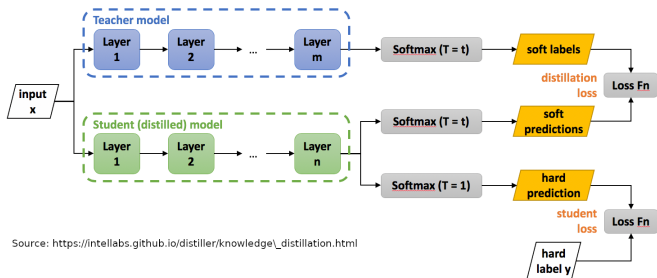 Teacher model
Layer
1
Layer
2
...
Layer
m
Softmax (T = t)
soft labels
distillation
loss
Loss Fn
input
x
Student (distilled) model
Layer
1
Layer
2
...
Layer
n
Softmax (T = t)
soft
predictions
Softmax (T = 1)
hard
prediction
student
loss
Loss Fn
hard
label y
Source: https://intellabs.github.io/distiller/knowledge\_distillation.html